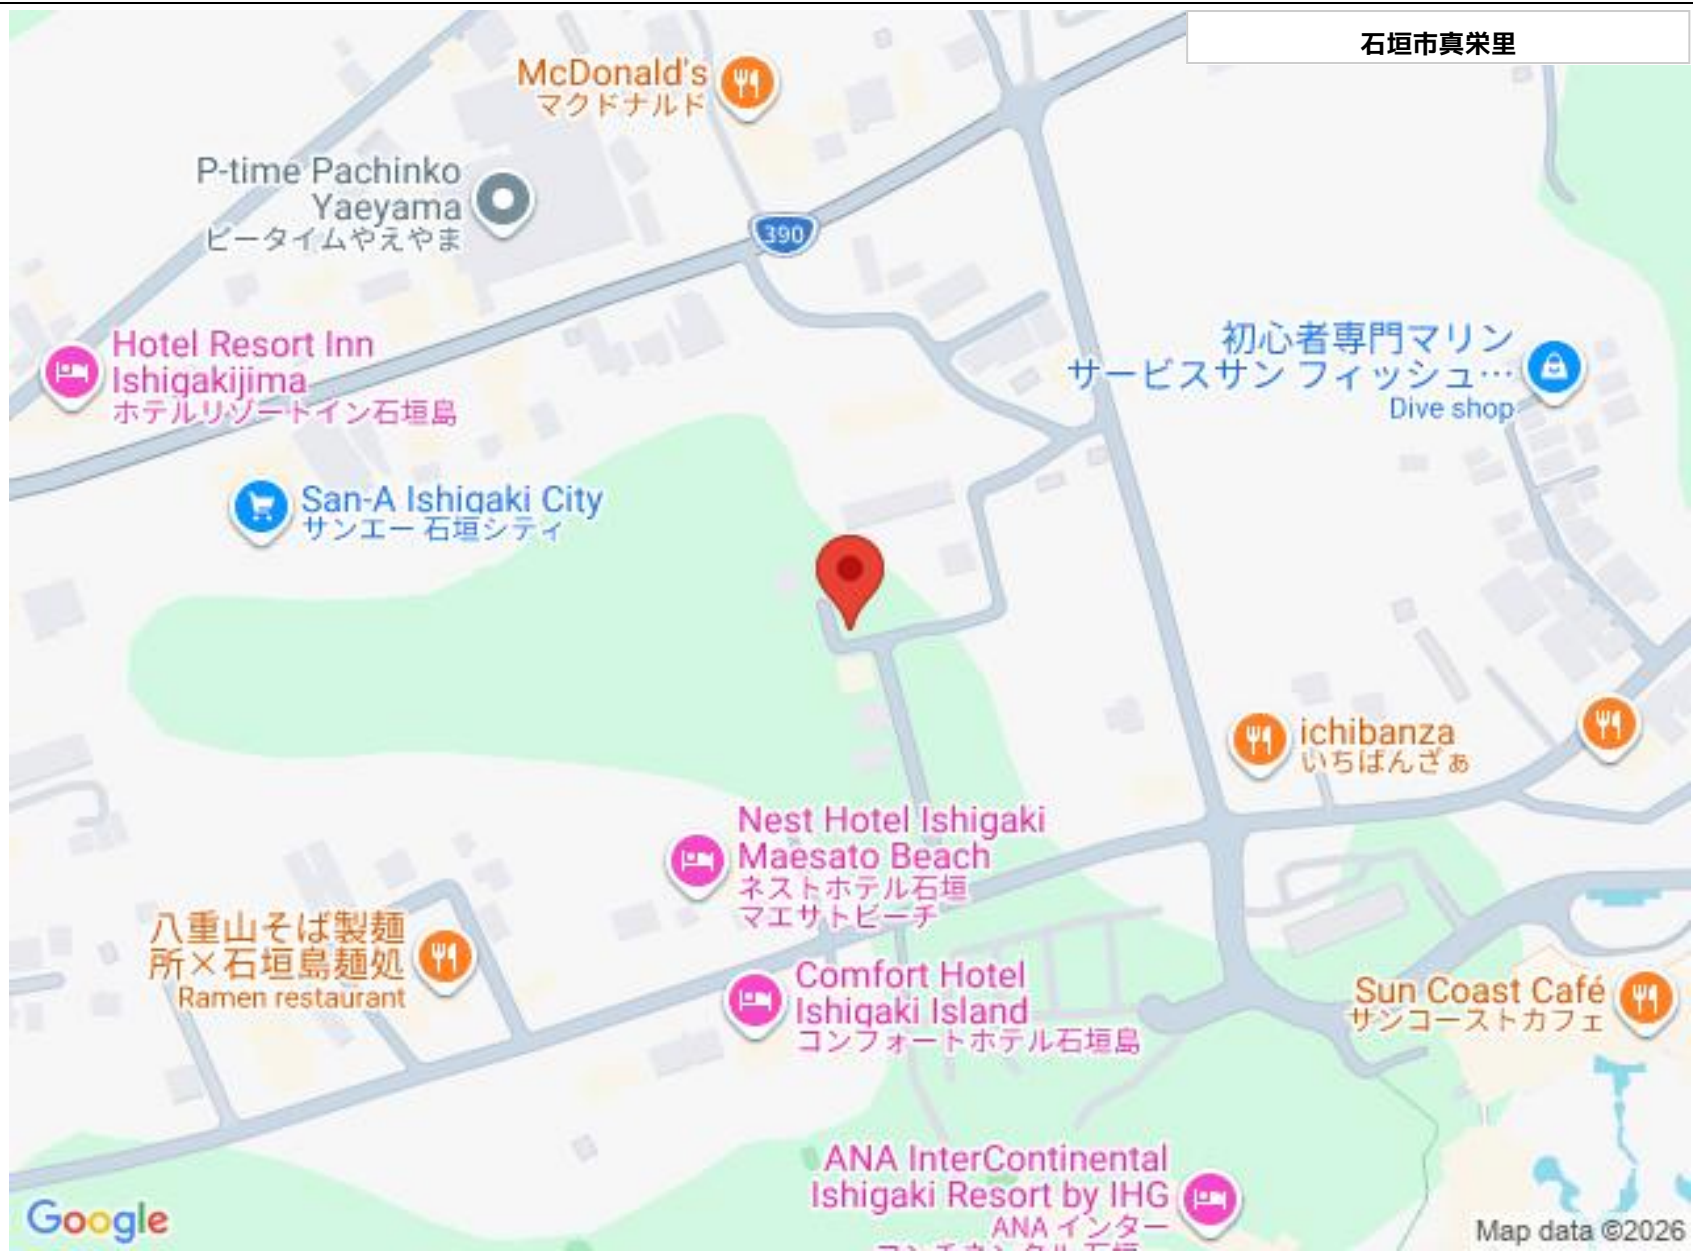 石垣市真栄里
McDonald's
マクドナルド
P-time Pachinko
Yaeyama
ピータイムやえやま
390
Hotel Resort Inn
Ishigakijima
ホテルリゾートイン石垣島
初心者専門マリン
サービスサン フィッシュ…
Dive shop
San-A Ishigaki City
サンエー 石垣シティ
ichibanza
いちばんざぁ
Nest Hotel Ishigaki
Maesato Beach
ネストホテル石垣
マエサトビーチ
八重山そば製麺
所×石垣島麺処
Ramen restaurant
Comfort Hotel
Ishigaki Island
コンフォートホテル石垣島
Sun Coast Café
サンコーストカフェ
ANA InterContinental
Ishigaki Resort by IHG
ANA インター
Google
Map data ©2026